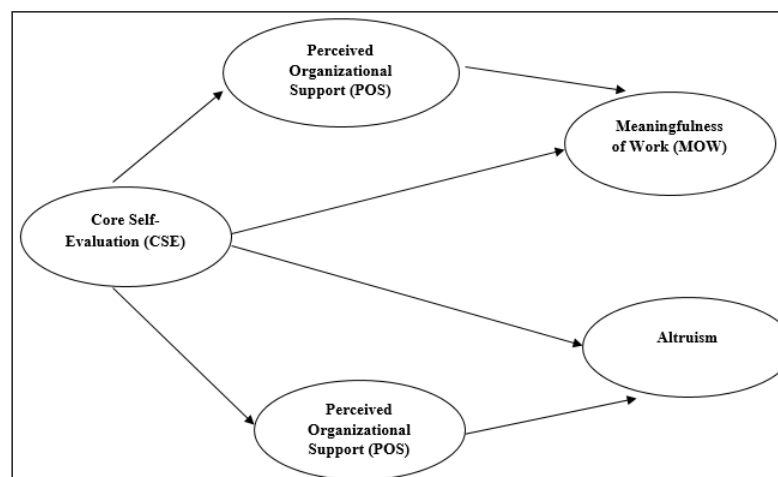 Perceived
Organizational
Support (POS)
Meaningfulness
of Work (MOW)
Core Self-
Evaluation (CSE)
Altruism
Perceived
Organizational
Support (POS)